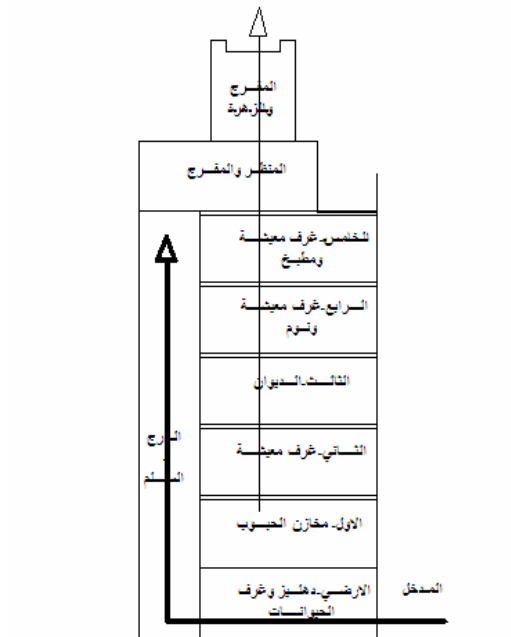 المفرج
والزهرة
المنظر والمفرج
الخامس-غرف معيشة
ومطبخ
الرابع-غرف معيشة
ونوم
الثالث-الديوان
الدرج
السلم
الثاني-غرف معيشة
الاول- مخازن الحبوب
الارضي-دهليز وغرف
الحيوانات
المدخل